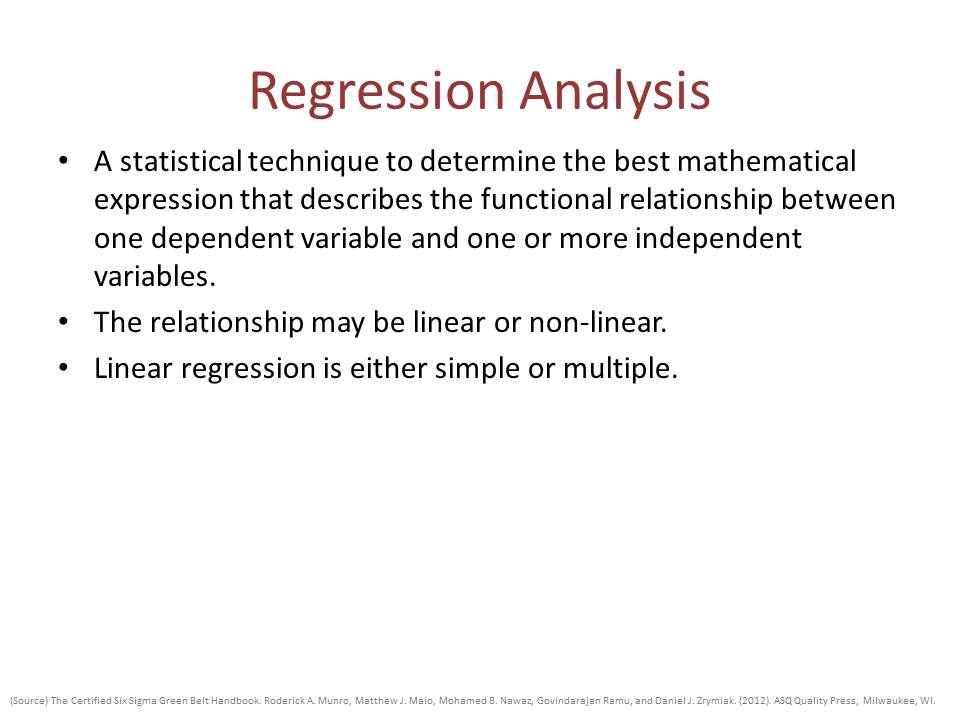 Regression Analysis
• A statistical technique to determine the best mathematical
expression that describes the functional relationship between
one dependent variable and one or more independent
variables.
• The relationship may be linear or non-linear.
• Linear regression is either simple or multiple.
(Source) The Certified Six Sigma Green Belt Handbook. Roderick A. Munro, Matthew J. Maio, Mohamed B. Nawaz, Govindarajan Ramu, and Daniel J. Zrymiak. (2012). ASQ Quality Press, Milwaukee, WI.